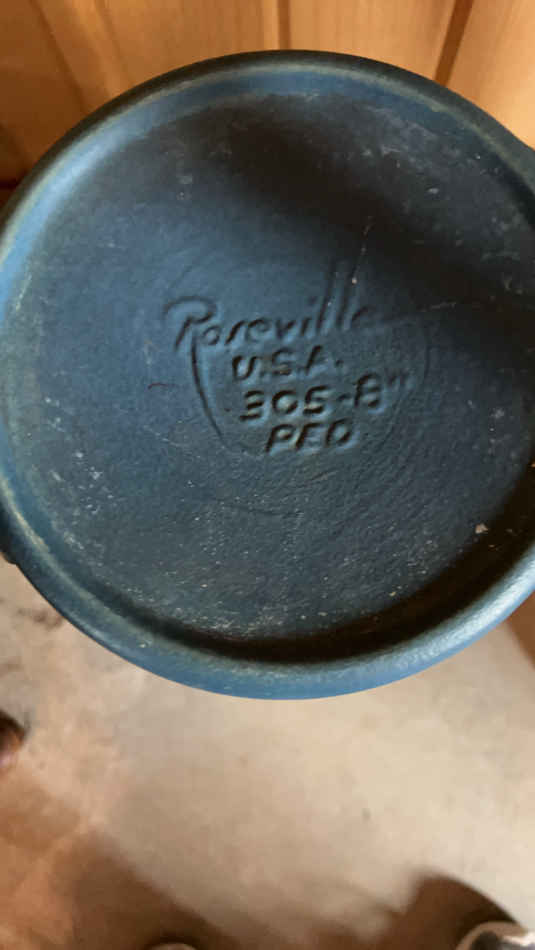 Roseville
U.S.A.
305-8"
PED